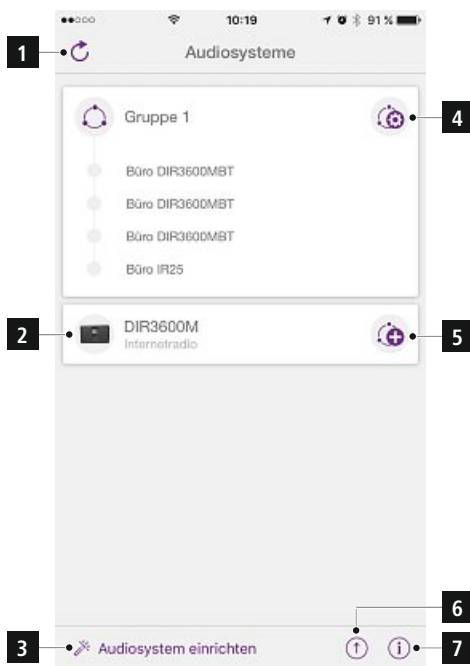 10:19
91 %
1
Audiosysteme
Gruppe 1
4
Büro DIR3600MBT
Büro DIR3600MBT
Büro DIR3600MBT
Büro IR25
2
DIR3600M
Internetradio
5
6
3
Audiosystem einrichten
7